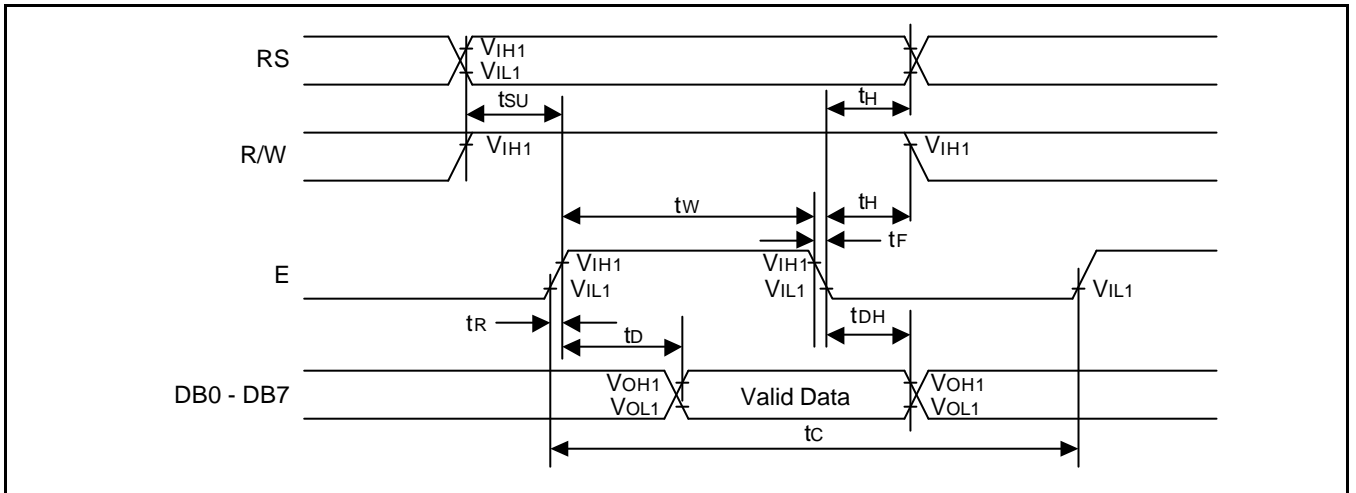 RS
VIH1
VIL1
tSU
tH
R/W
VIH1
VIH1
tW
tH
tF
E
VIH1
VIL1
VIH1
VIL1
VIL1
tR
tD
tDH
DB0 - DB7
VOH1
VOL1
Valid Data
VOH1
VOL1
tC